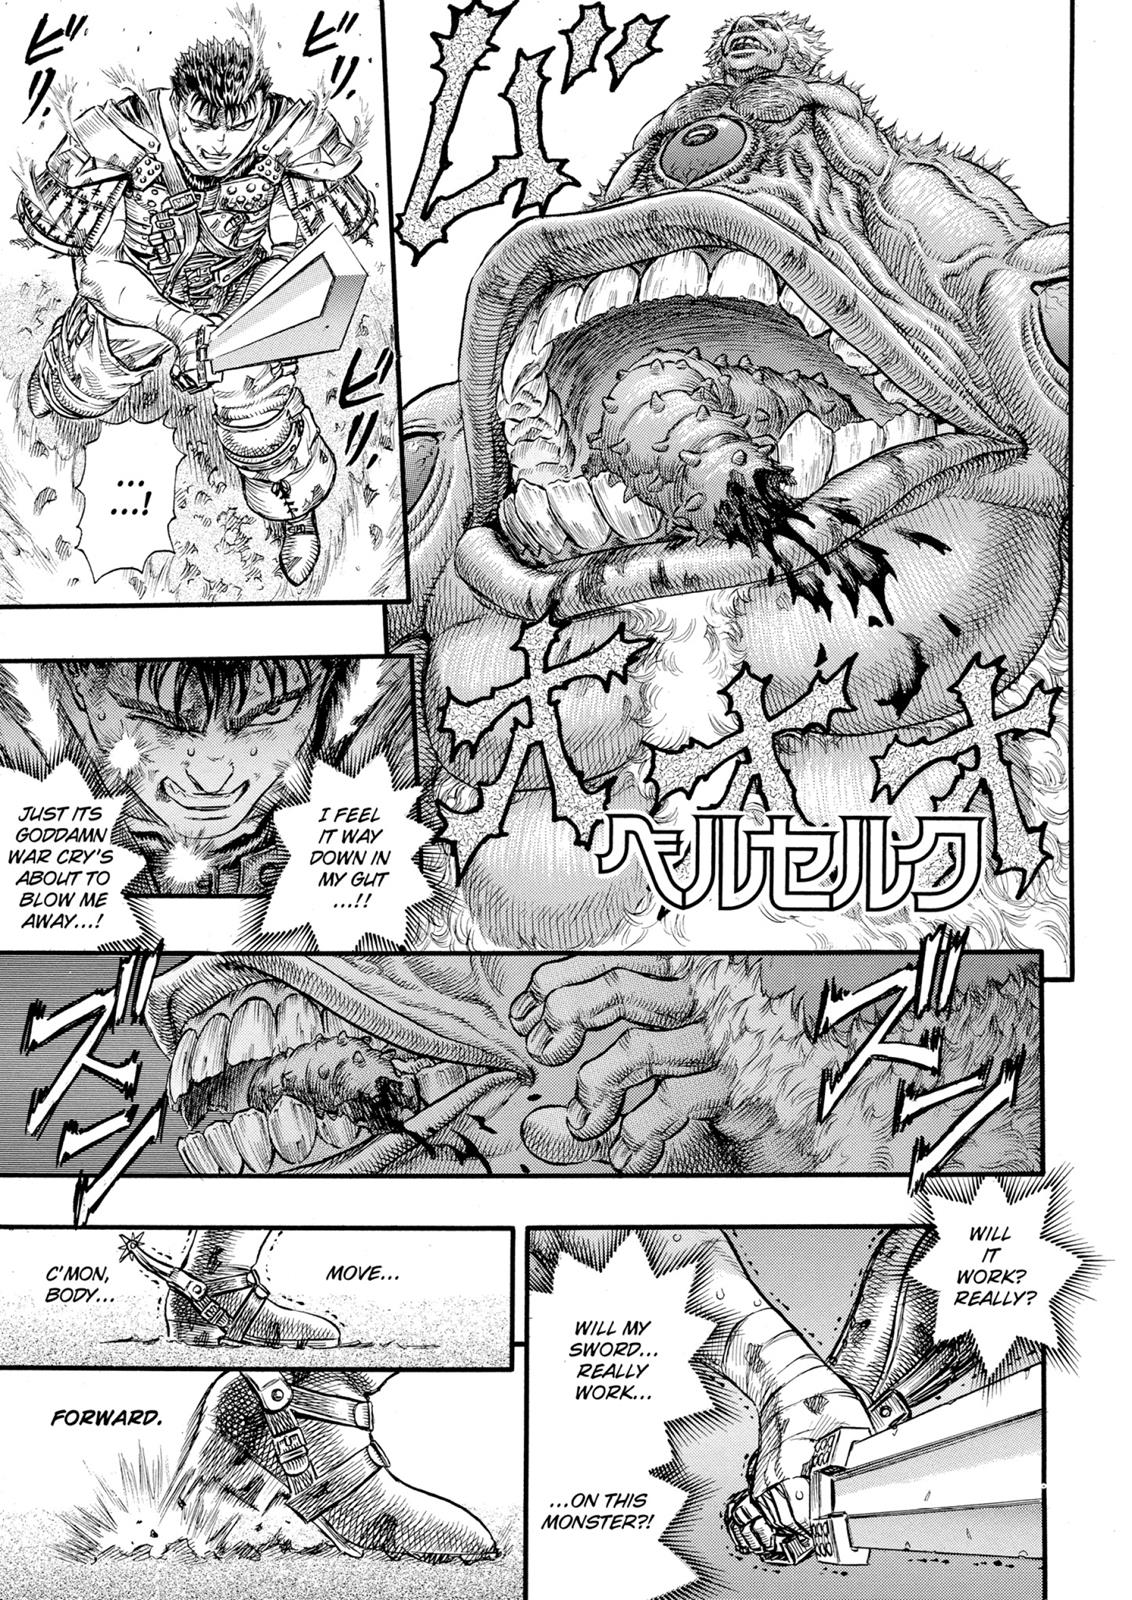 オオオ
ベルセルク
ビリ
ビリ
ビリ
...
...!
I FEEL
IT WAY
DOWN IN
MY GUT
...!!
JUST ITS
GODDAMN
WAR CRY'S
ABOUT TO
BLOW ME
AWAY...!
ズン
ズン
WILL
IT
WORK?
REALLY?
WILL MY
SWORD...
REALLY
WORK...
...ON THIS
MONSTER?!
MOVE...
C'MON,
BODY...
FORWARD.